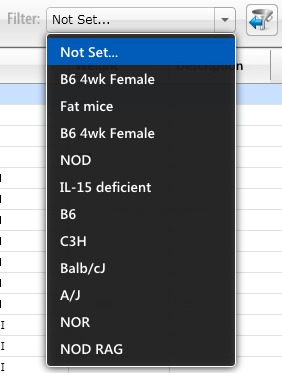 Filter: Not Set...
Not Set...
B6 4wk Female
Fat mice
B6 4wk Female
NOD
IL-15 deficient
B6
C3H
Balb/cJ
A/J
NOR
NOD RAG